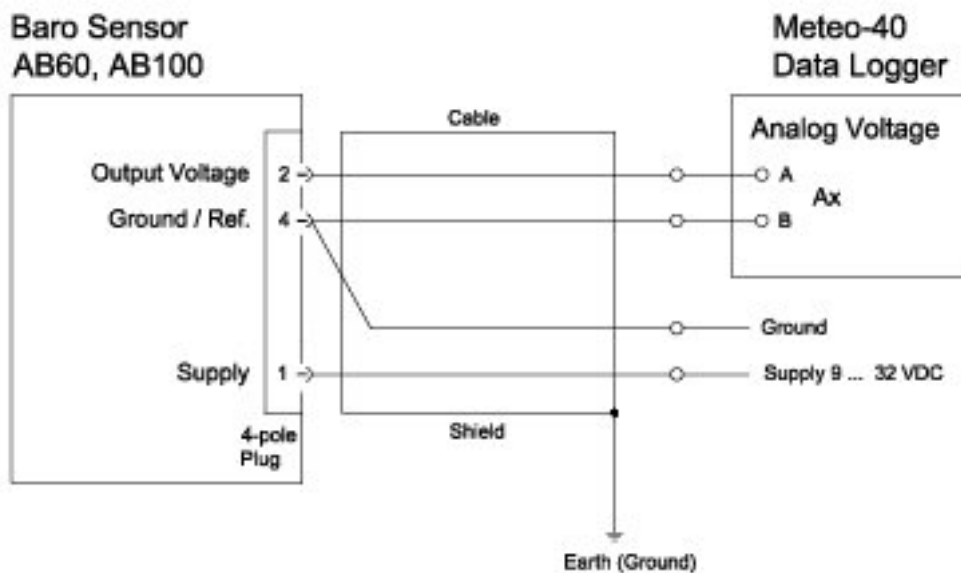 Baro Sensor
AB60, AB100
Meteo-40
Data Logger
Cable
Analog Voltage
Output Voltage 2
A
Ax
Ground / Ref. 4
B
Ground
Supply 1
Supply 9 ... 32 VDC
4-pole
Plug
Shield
Earth (Ground)